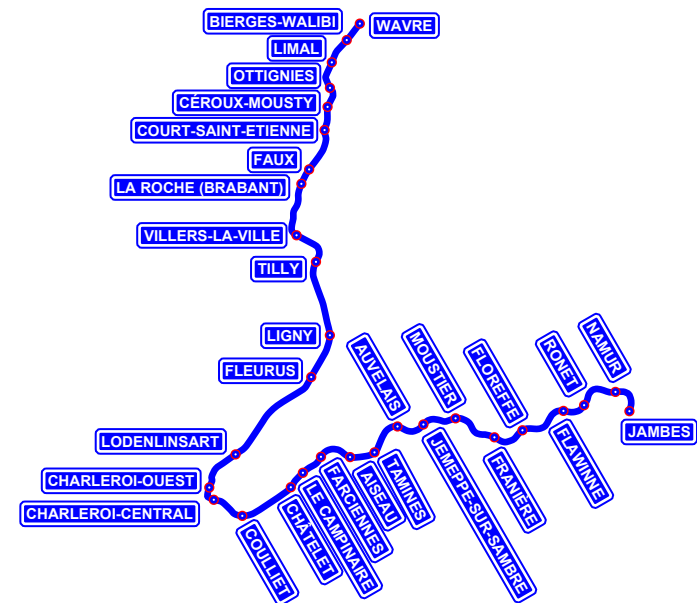 BIERGES-WALIBI
WAVRE
LIMAL
OTTIGNIES
CÉROUX-MOUSTY
COURT-SAINT-ETIENNE
FAUX
LA ROCHE (BRABANT)
VILLERS-LA-VILLE
TILLY
LIGNY
FLEURUS
LODENLINSART
CHARLEROI-OUEST
CHARLEROI-CENTRAL
COULLIET
CHÂTELET
LE CAMPINAIRE
FARCIENNES
AISEAU
TAMINES
AUVELAIS
JEMEPPE-SUR-SAMBRE
MOUSTIER
FRANIÈRE
FLOREFFE
FLAWINNE
RONET
NAMUR
JAMBES